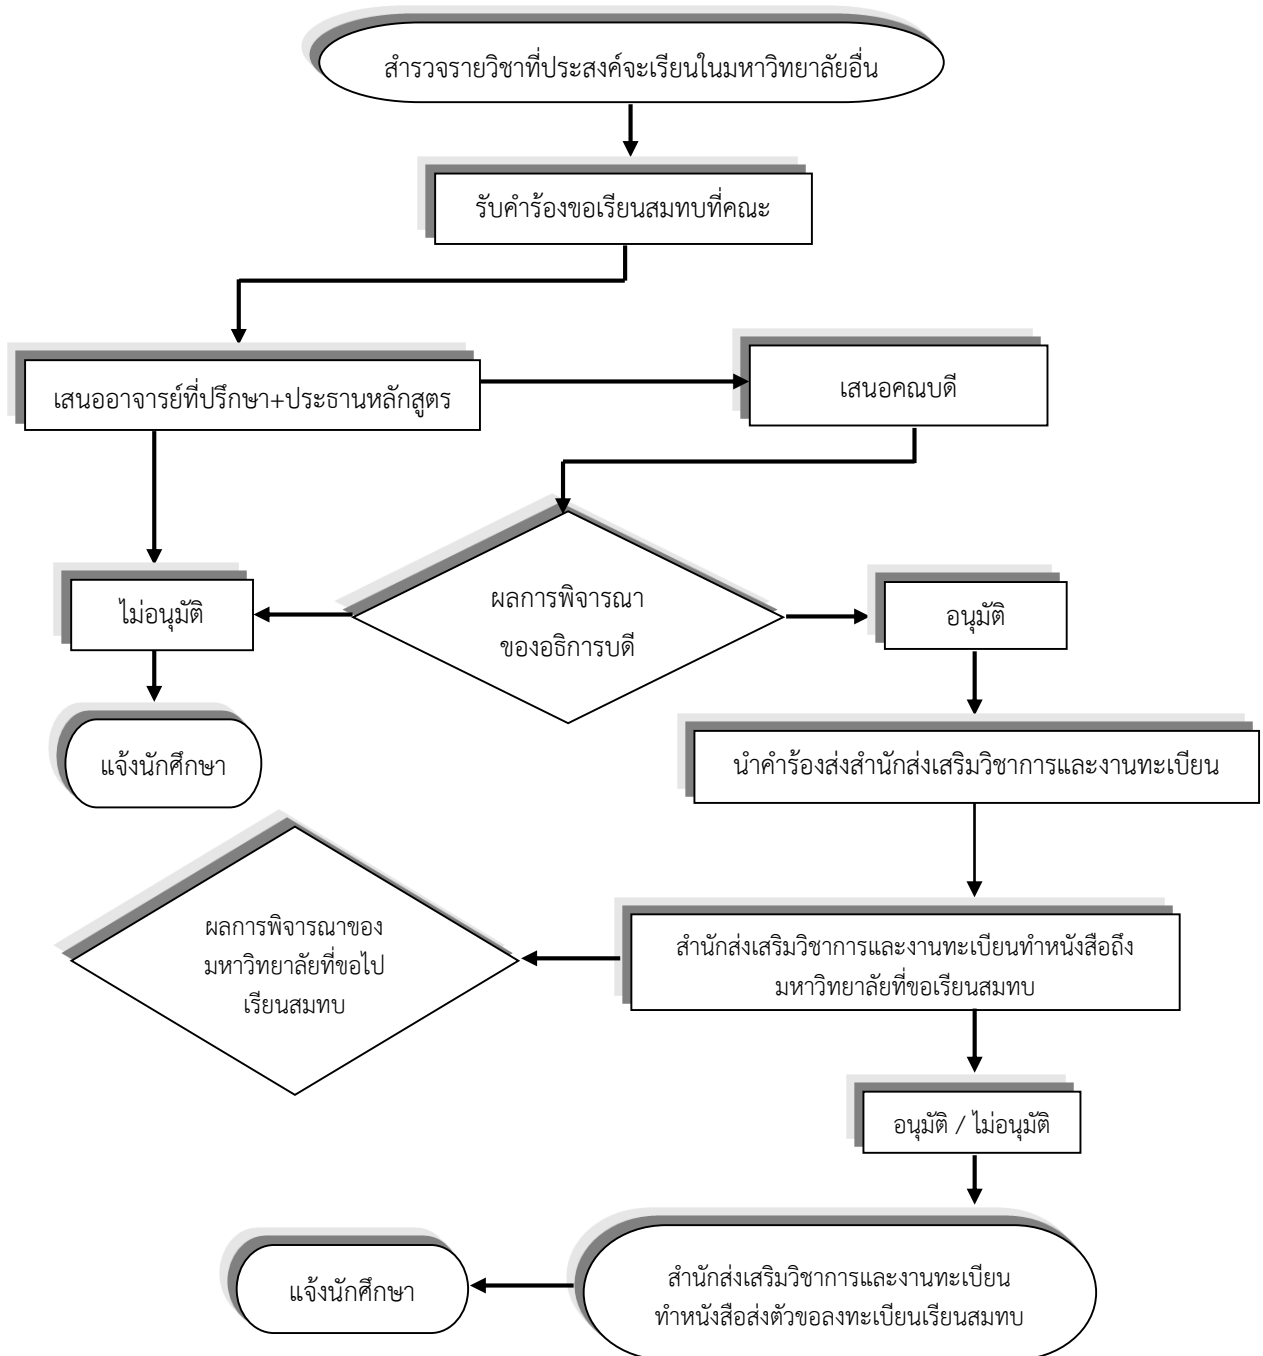 สำรวจรายวิชาที่ประสงค์จะเรียนในมหาวิทยาลัยอื่น
รับคำร้องขอเรียนสมทบที่คณะ
เสนออาจารย์ที่ปรึกษา+ประธานหลักสูตร
เสนอคณบดี
ผลการพิจารณา
ของอธิการบดี
ไม่อนุมัติ
อนุมัติ
แจ้งนักศึกษา
นำคำร้องส่งสำนักส่งเสริมวิชาการและงานทะเบียน
ผลการพิจารณาของ
มหาวิทยาลัยที่ขอไป
เรียนสมทบ
สำนักส่งเสริมวิชาการและงานทะเบียนทำหนังสือถึง
มหาวิทยาลัยที่ขอเรียนสมทบ
อนุมัติ / ไม่อนุมัติ
แจ้งนักศึกษา
สำนักส่งเสริมวิชาการและงานทะเบียน
ทำหนังสือส่งตัวขอลงทะเบียนเรียนสมทบ